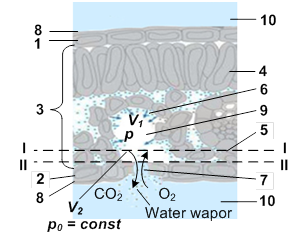 10
8
1
4
3
6
V₁
9
p
5
I
I
II
II
2
7
8
CO₂
O₂
10
V₂
Water wapor
p₀ = const